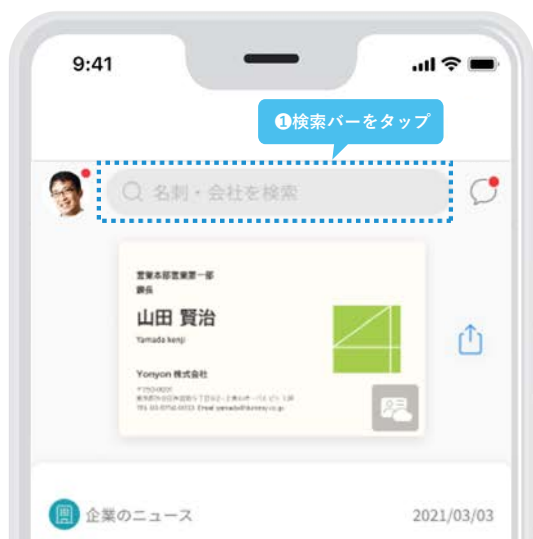 9:41
❶検索バーをタップ
名刺・会社を検索
営業本部営業第一部
課長
山田 賢治
Yamada kenji
Yonyon 株式会社
企業のニュース
2021/03/03